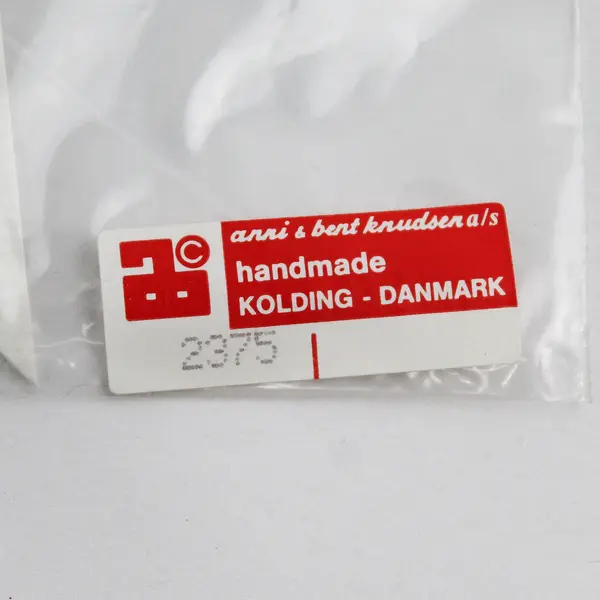 ©
anni & bent knudsen a/s
handmade
KOLDING - DANMARK
2375